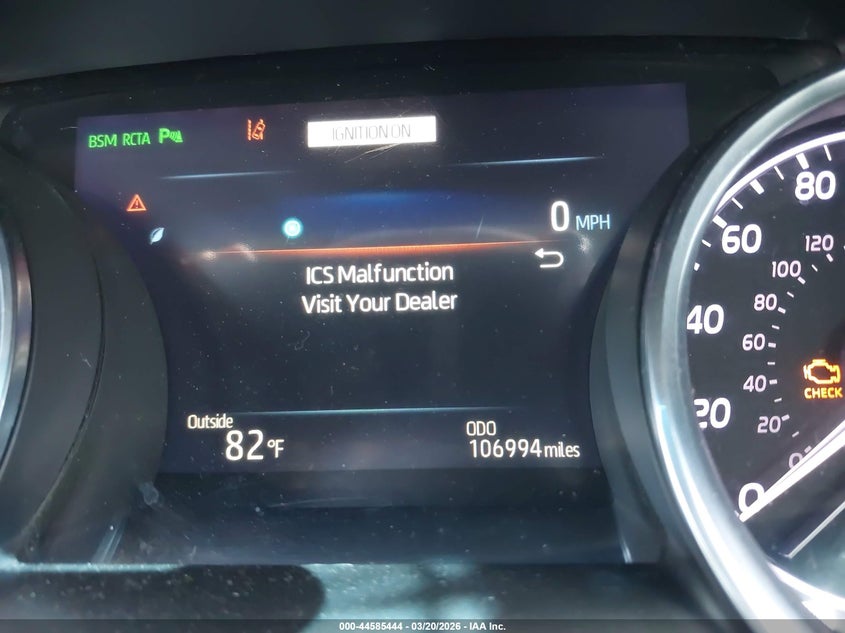 BSM RCTA P
IGNITION ON
0 MPH
ICS Malfunction
Visit Your Dealer
Outside
82°F
ODO
106994 miles
80
60
40
20
0
120
100
80
60
40
20
0
CHECK
000-44585444 - 03/20/2026 - IAA Inc.